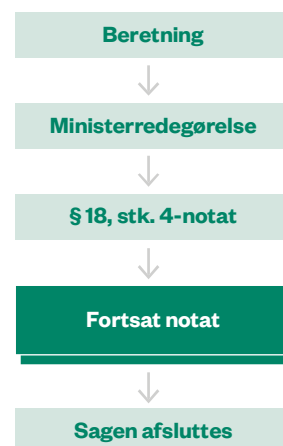 Beretning
Ministerredegørelse
§ 18, stk. 4-notat
Fortsat notat
Sagen afsluttes